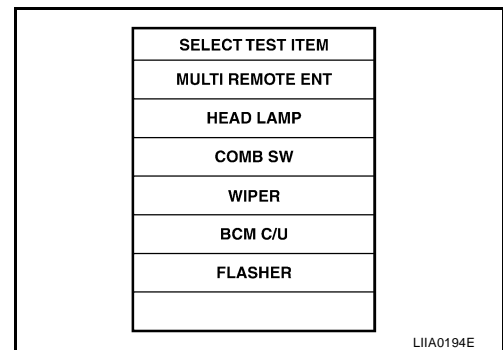 SELECT TEST ITEM
MULTI REMOTE ENT
HEAD LAMP
COMB SW
WIPER
BCM C/U
FLASHER
LIIA0194E